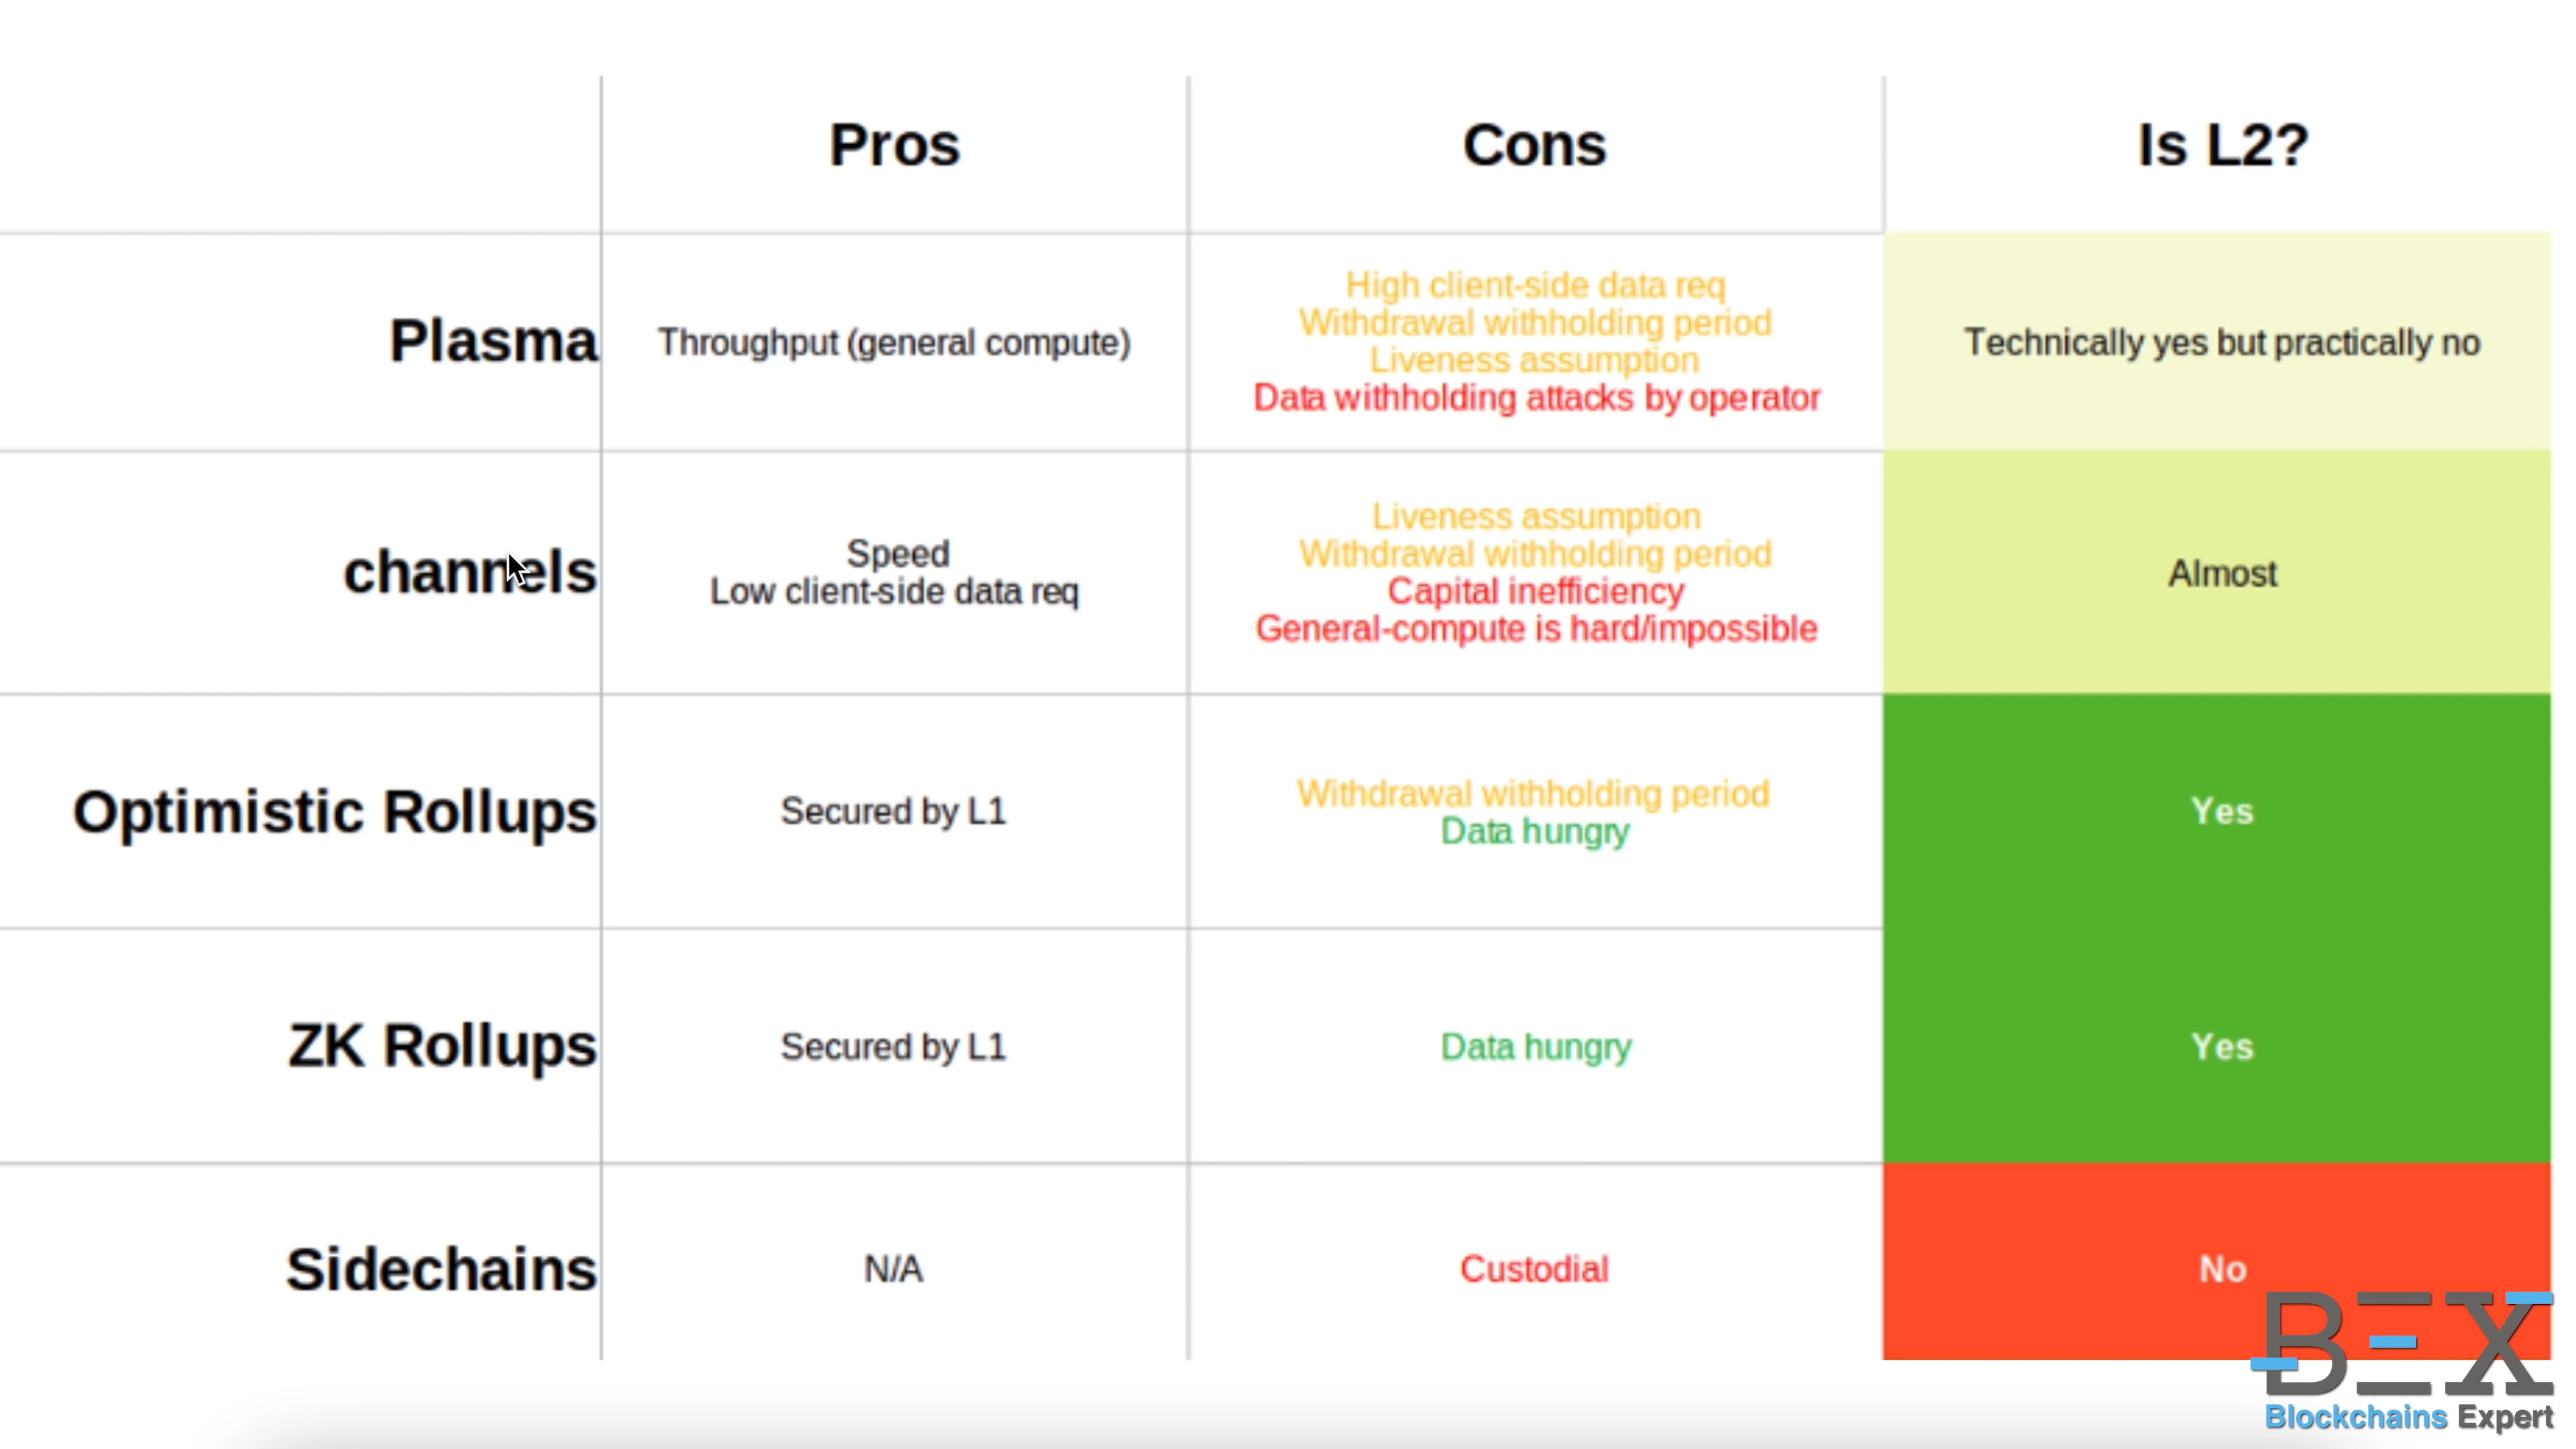 Pros
Cons
Is L2?
Plasma
Throughput (general compute)
High client-side data req
Withdrawal withholding period
Liveness assumption
Data withholding attacks by operator
Technically yes but practically no
channels
Speed
Low client-side data req
Liveness assumption
Withdrawal withholding period
Capital inefficiency
General-compute is hard/impossible
Almost
Optimistic Rollups
Secured by L1
Withdrawal withholding period
Data hungry
Yes
ZK Rollups
Secured by L1
Data hungry
Yes
Sidechains
N/A
Custodial
No
BEX
Blockchains Expert